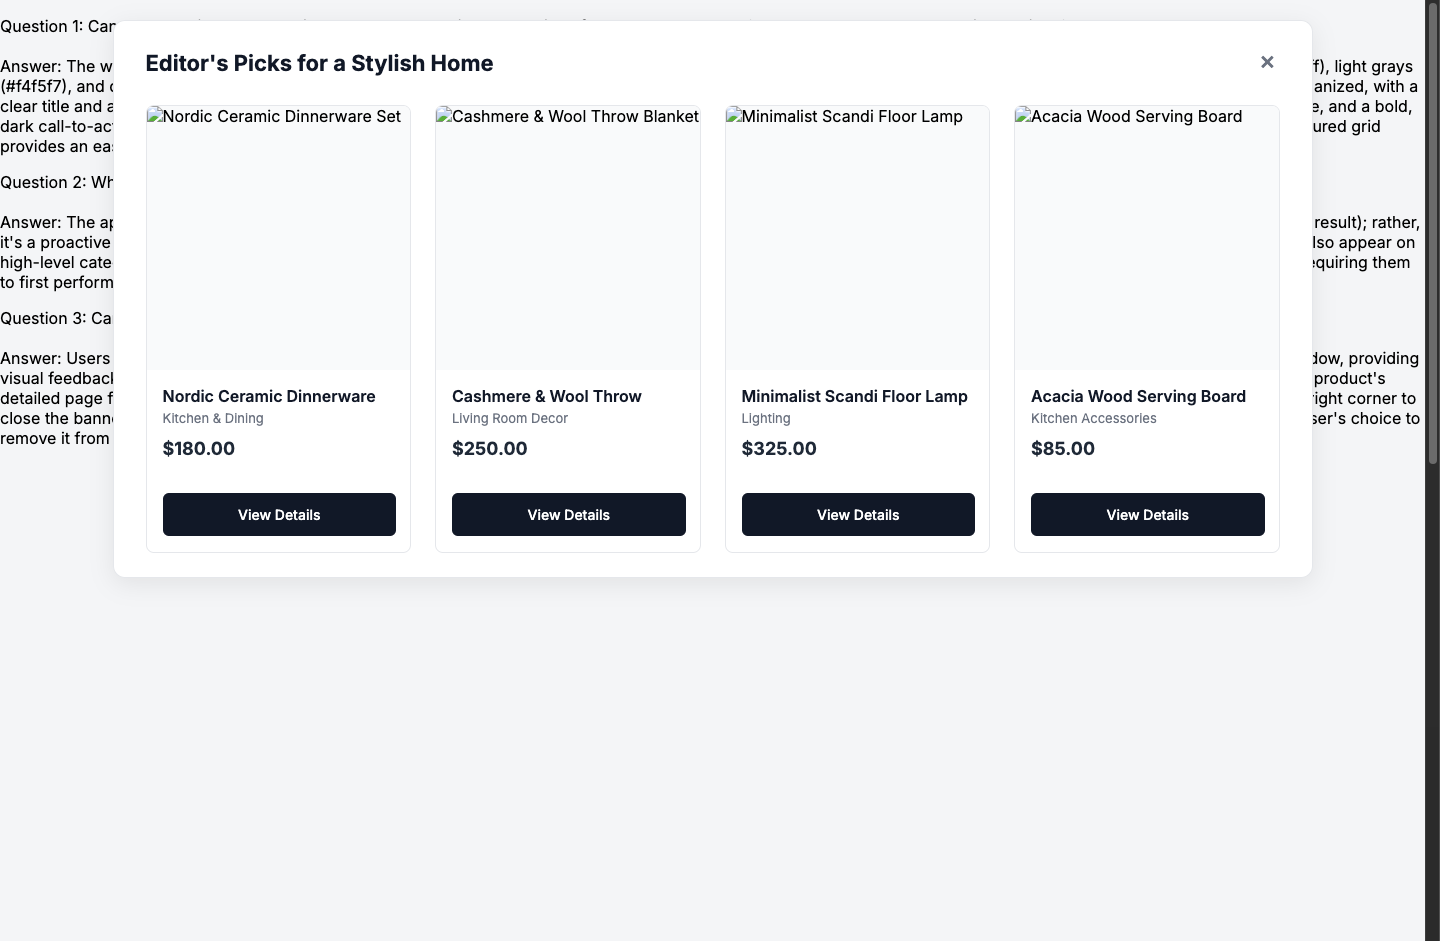 Question 1: Can
Answer: The w
(#f4f5f7), and
clear title and a
dark call-to-act
provides an eas
Question 2: Wh
Answer: The ap
it's a proactive
high-level cate
to first perform
Question 3: Ca
Answer: Users
visual feedback
detailed page f
close the bann
remove it from
Editor's Picks for a Stylish Home
×
Nordic Ceramic Dinnerware Set
Nordic Ceramic Dinnerware
Kitchen & Dining
$180.00
View Details
Cashmere & Wool Throw Blanket
Cashmere & Wool Throw
Living Room Decor
$250.00
View Details
Minimalist Scandi Floor Lamp
Minimalist Scandi Floor Lamp
Lighting
$325.00
View Details
Acacia Wood Serving Board
Acacia Wood Serving Board
Kitchen Accessories
$85.00
View Details
ff), light grays
anized, with a
e, and a bold,
ured grid
result); rather,
lso appear on
equiring them
dow, providing
product's
ight corner to
ser's choice to